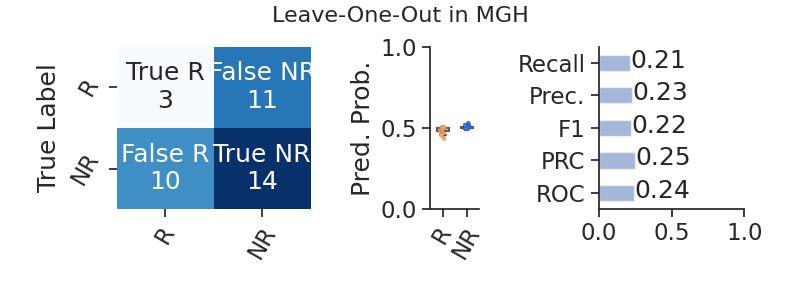 Leave-One-Out in MGH
True Label
R
NR
True R
3
False NR
11
False R
10
True NR
14
R
NR
Pred. Prob.
1.0
0.5
0.0
R
NR
Recall
0.21
Prec.
0.23
F1
0.22
PRC
0.25
ROC
0.24
0.0
0.5
1.0